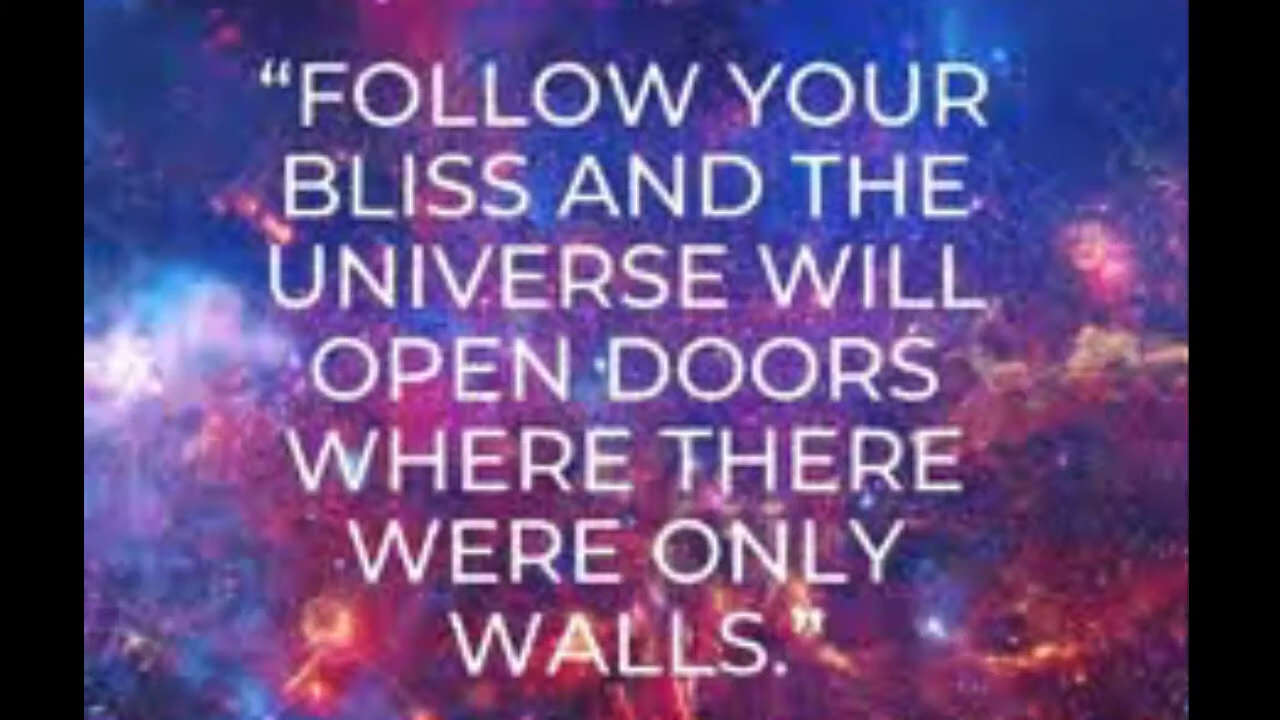 “FOLLOW YOUR
BLISS AND THE
UNIVERSE WILL
OPEN DOORS
WHERE THERE
WERE ONLY
WALLS.”